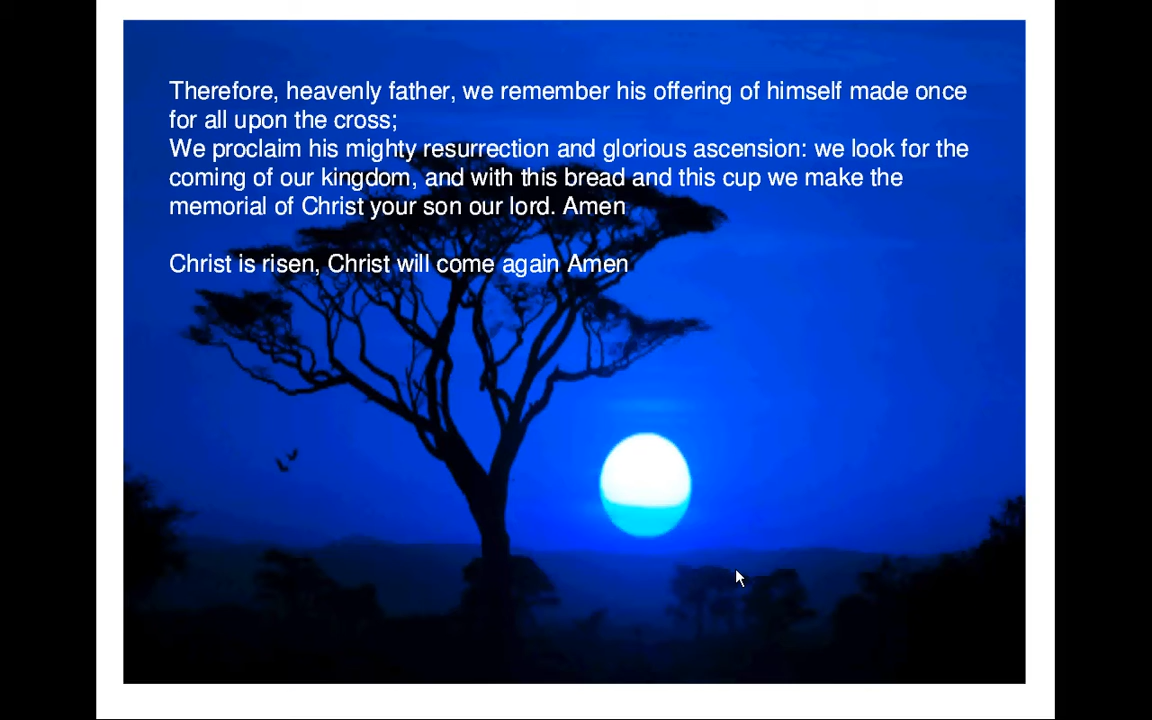 Therefore, heavenly father, we remember his offering of himself made once
for all upon the cross;
We proclaim his mighty resurrection and glorious ascension: we look for the
coming of our kingdom, and with this bread and this cup we make the
memorial of Christ your son our lord. Amen
Christ is risen, Christ will come again Amen